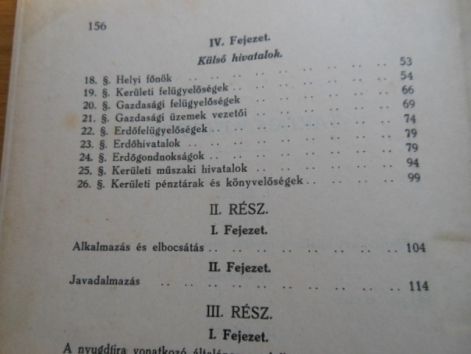 156
IV. Fejezet.
Külső hivatalok.
18. §. Helyi főnök .. .. .. .. .. .. .. .. 53
19. §. Kerületi felügyelőségek .. .. .. .. .. .. 54
20. §. Gazdasági felügyelőségek .. .. .. .. .. 66
21. §. Gazdasági üzemek vezetői .. .. .. .. .. 69
22. §. Erdőfelügyelőségek .. .. .. .. .. .. 74
23. §. Erdőhivatalok .. .. .. .. .. .. .. 79
24. §. Erdőgondnokságok .. .. .. .. .. .. 79
25. §. Kerületi műszaki hivatalok .. .. .. .. .. 94
26. §. Kerületi pénztárak és könyvelőségek .. .. .. .. 99
II. RÉSZ.
I. Fejezet.
Alkalmazás és elbocsátás .. .. .. .. .. .. .. 104
II. Fejezet.
Javadalmazás .. .. .. .. .. .. .. .. 114
III. RÉSZ.
I. Fejezet.
A nyugdíjra vonatkozó